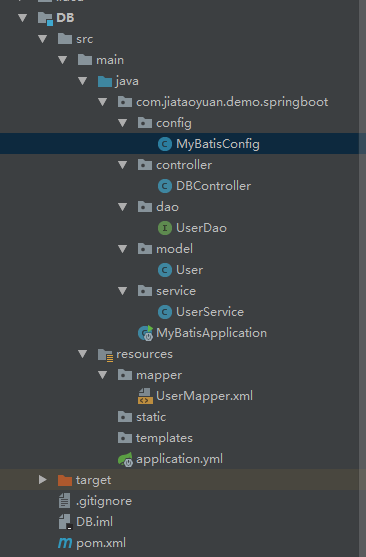 DB
src
main
java
com.jiataoyuan.demo.springboot
config
MyBatisConfig
controller
DBController
dao
UserDao
model
User
service
UserService
MyBatisApplication
resources
mapper
UserMapper.xml
static
templates
application.yml
target
.gitignore
DB.iml
pom.xml